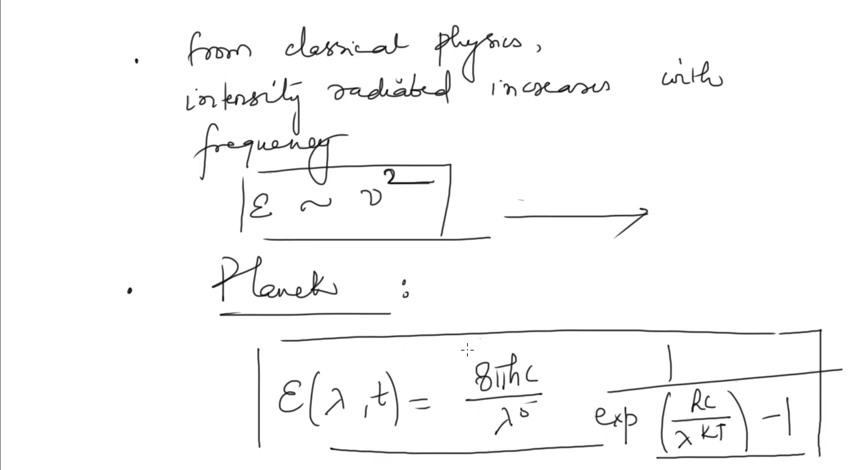 . from classical physics,
intensity radiated increases with
frequency
ε ~ ν²
. Planck :
ε(λ,t) = 8πhc/λ⁵ 1/(exp(hc/λKT) -1)